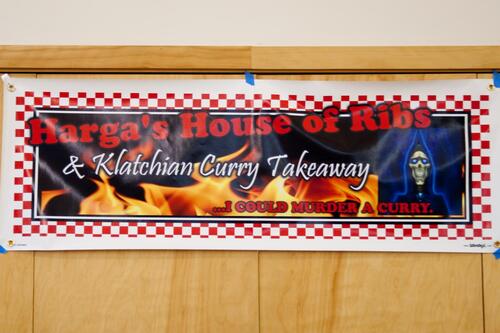 Harga's House of Ribs
& Klatchian Curry Takeaway
...I COULD MURDER A CURRY.